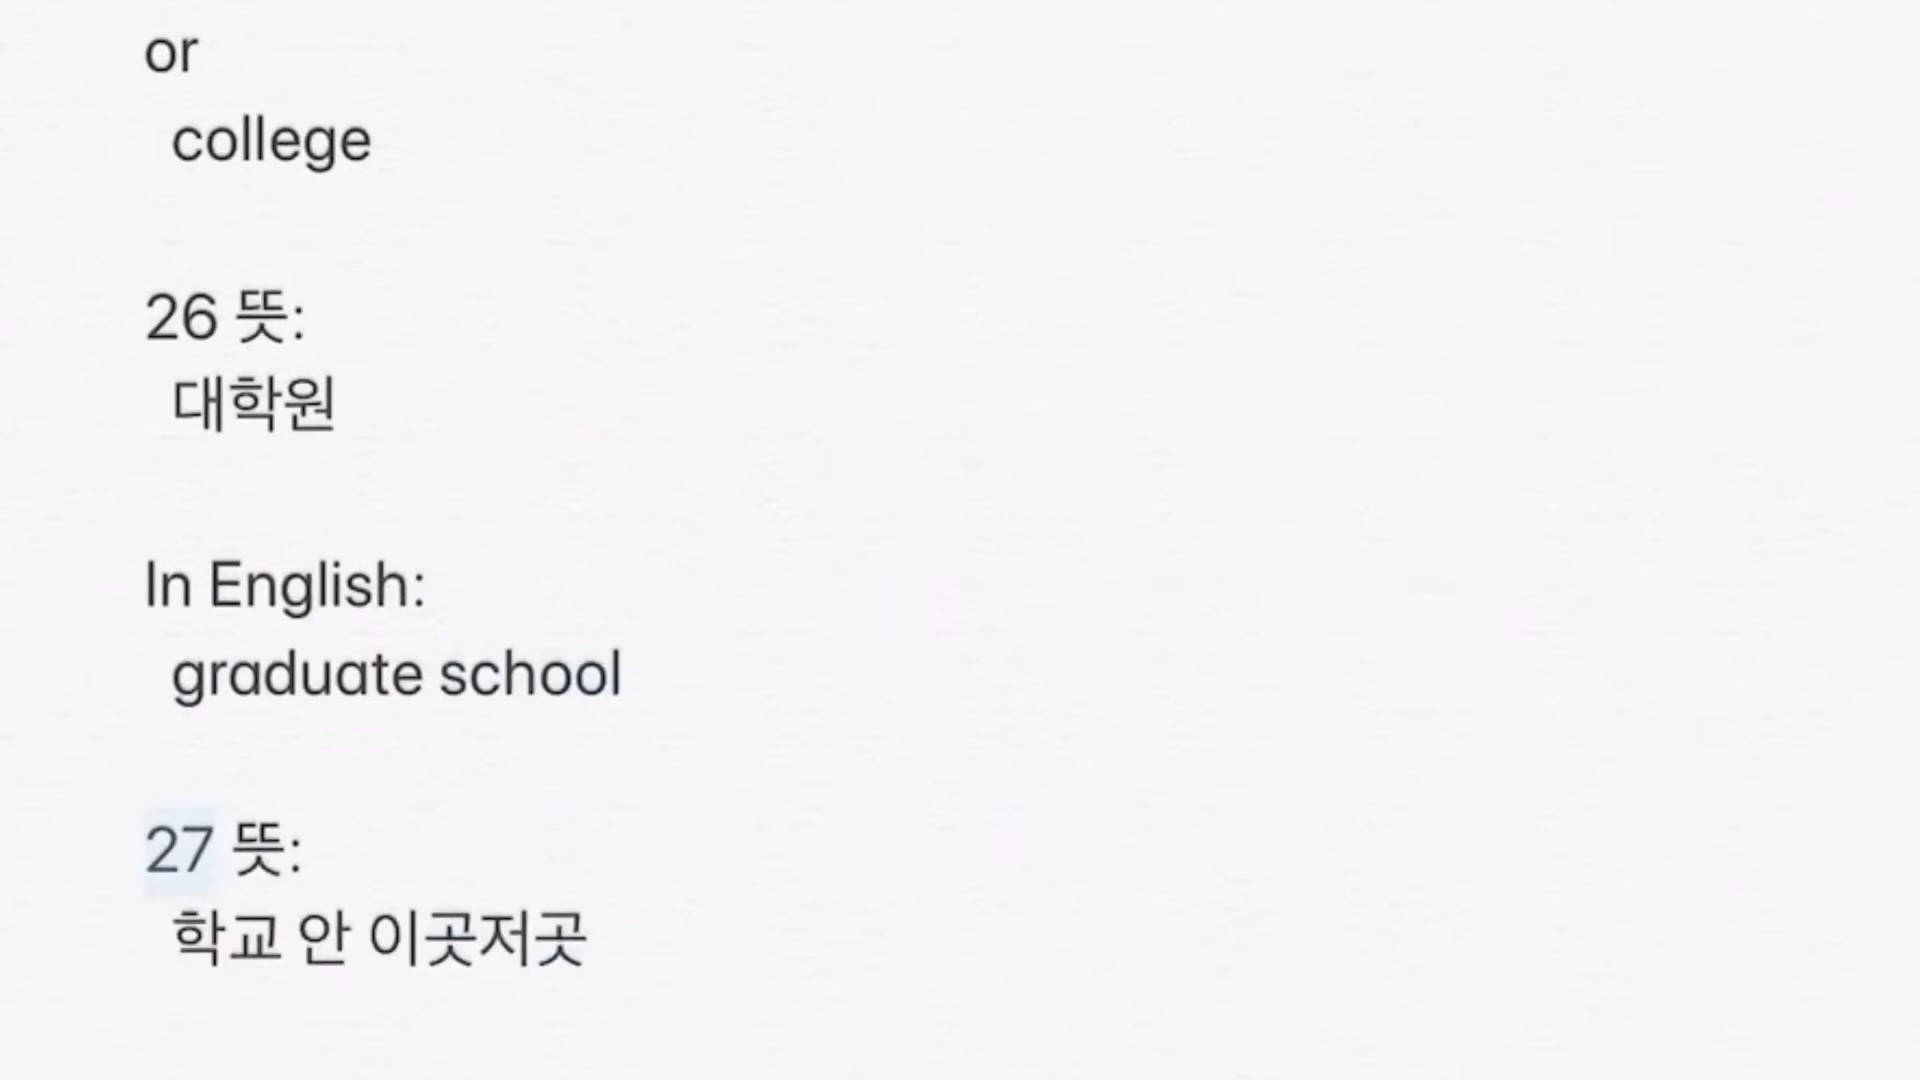 or
college
26 뜻:
대학원
In English:
graduate school
27 뜻:
학교 안 이곳저곳